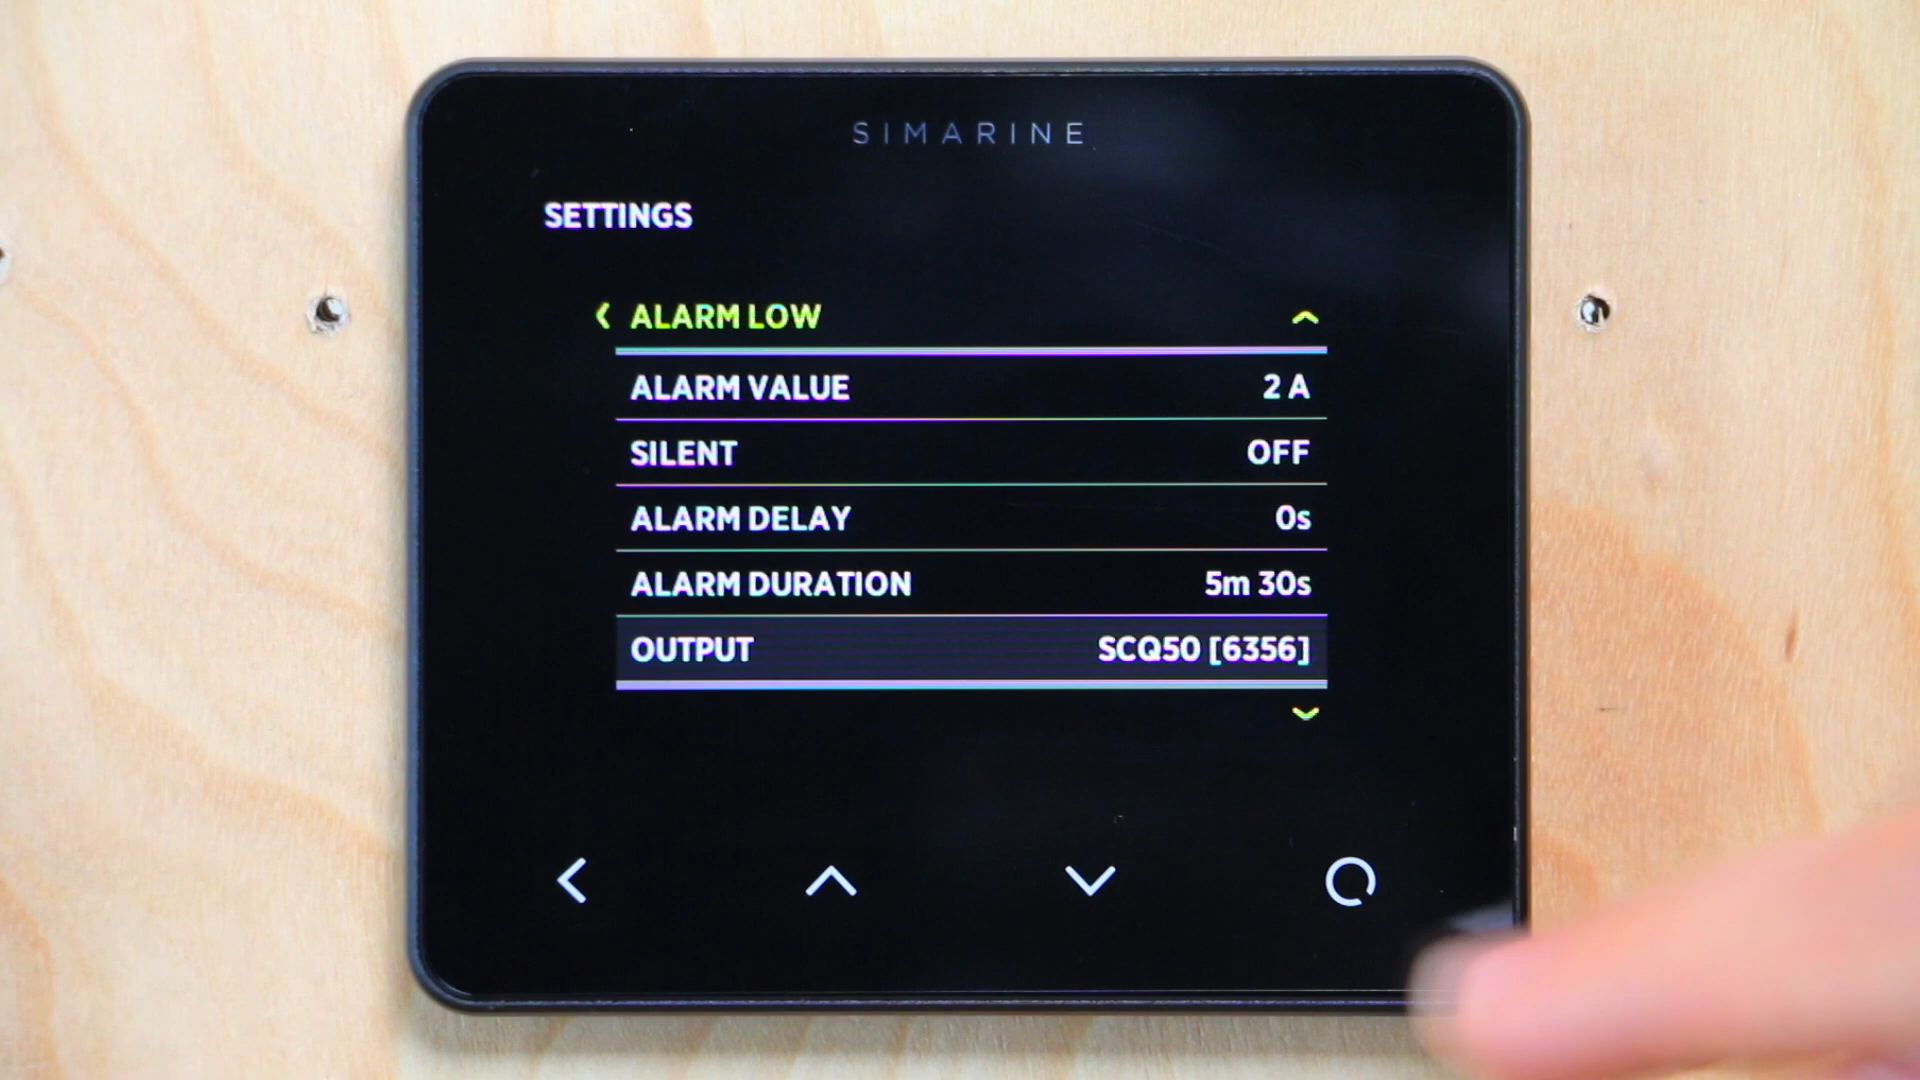 SIMARINE
SETTINGS
ALARM LOW
ALARM VALUE 2 A
SILENT OFF
ALARM DELAY 0s
ALARM DURATION 5m 30s
OUTPUT SCQ50 [6356]